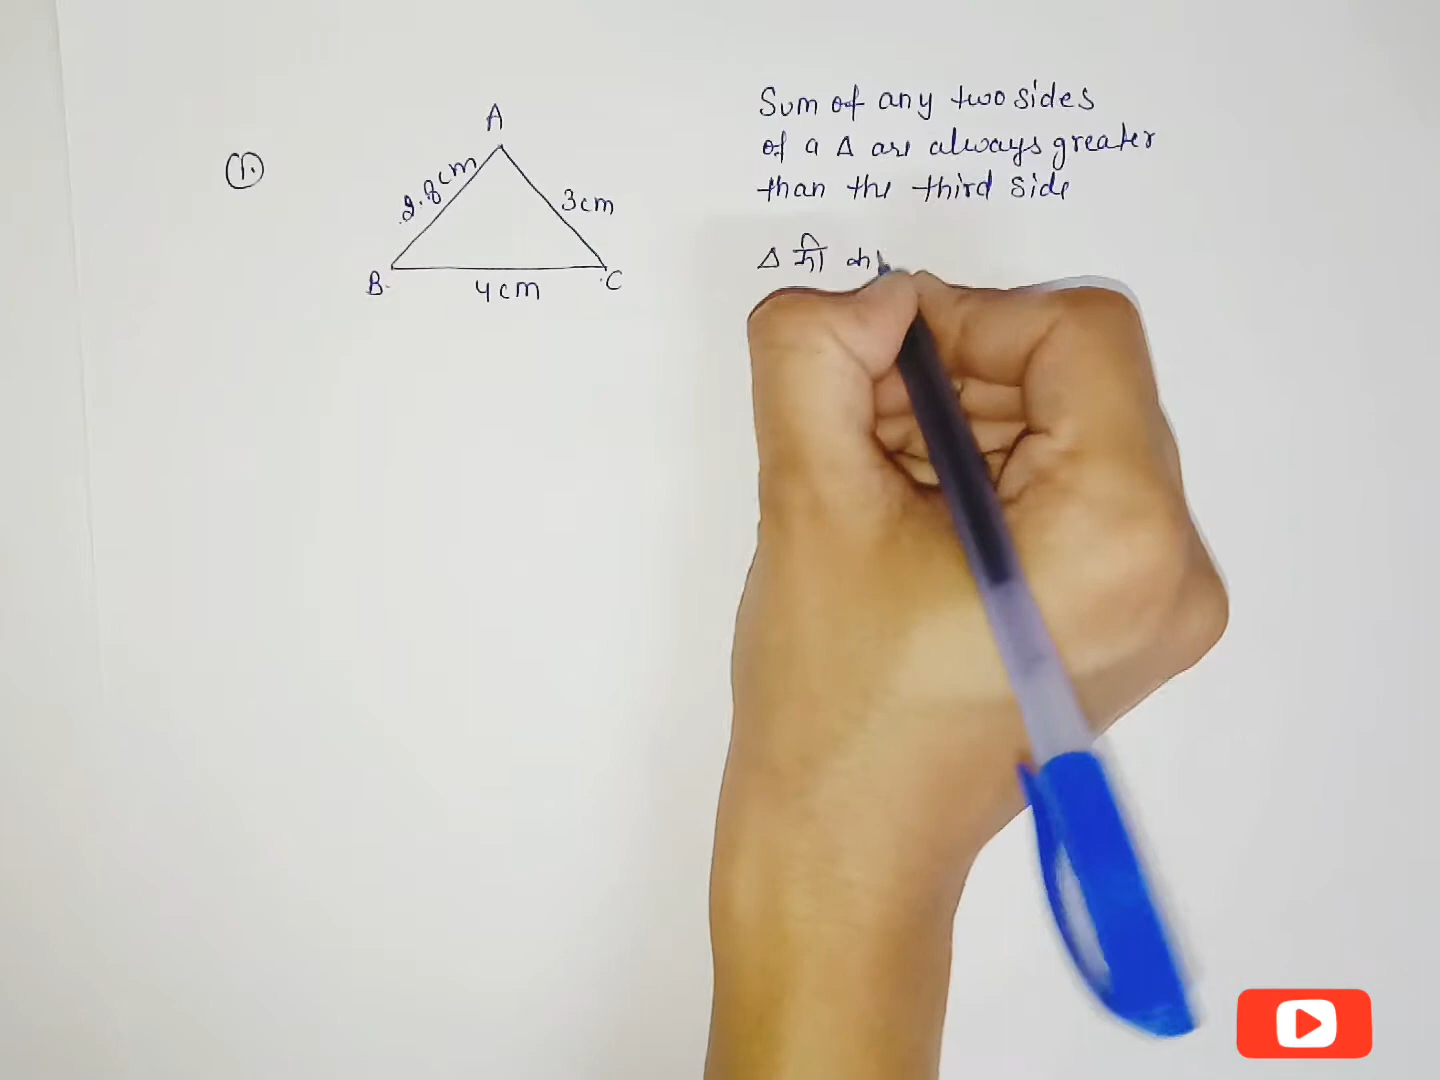 1.
A
2.8cm
3cm
B
4cm
C
Sum of any two sides
of a Δ are always greater
than the third side
Δ की